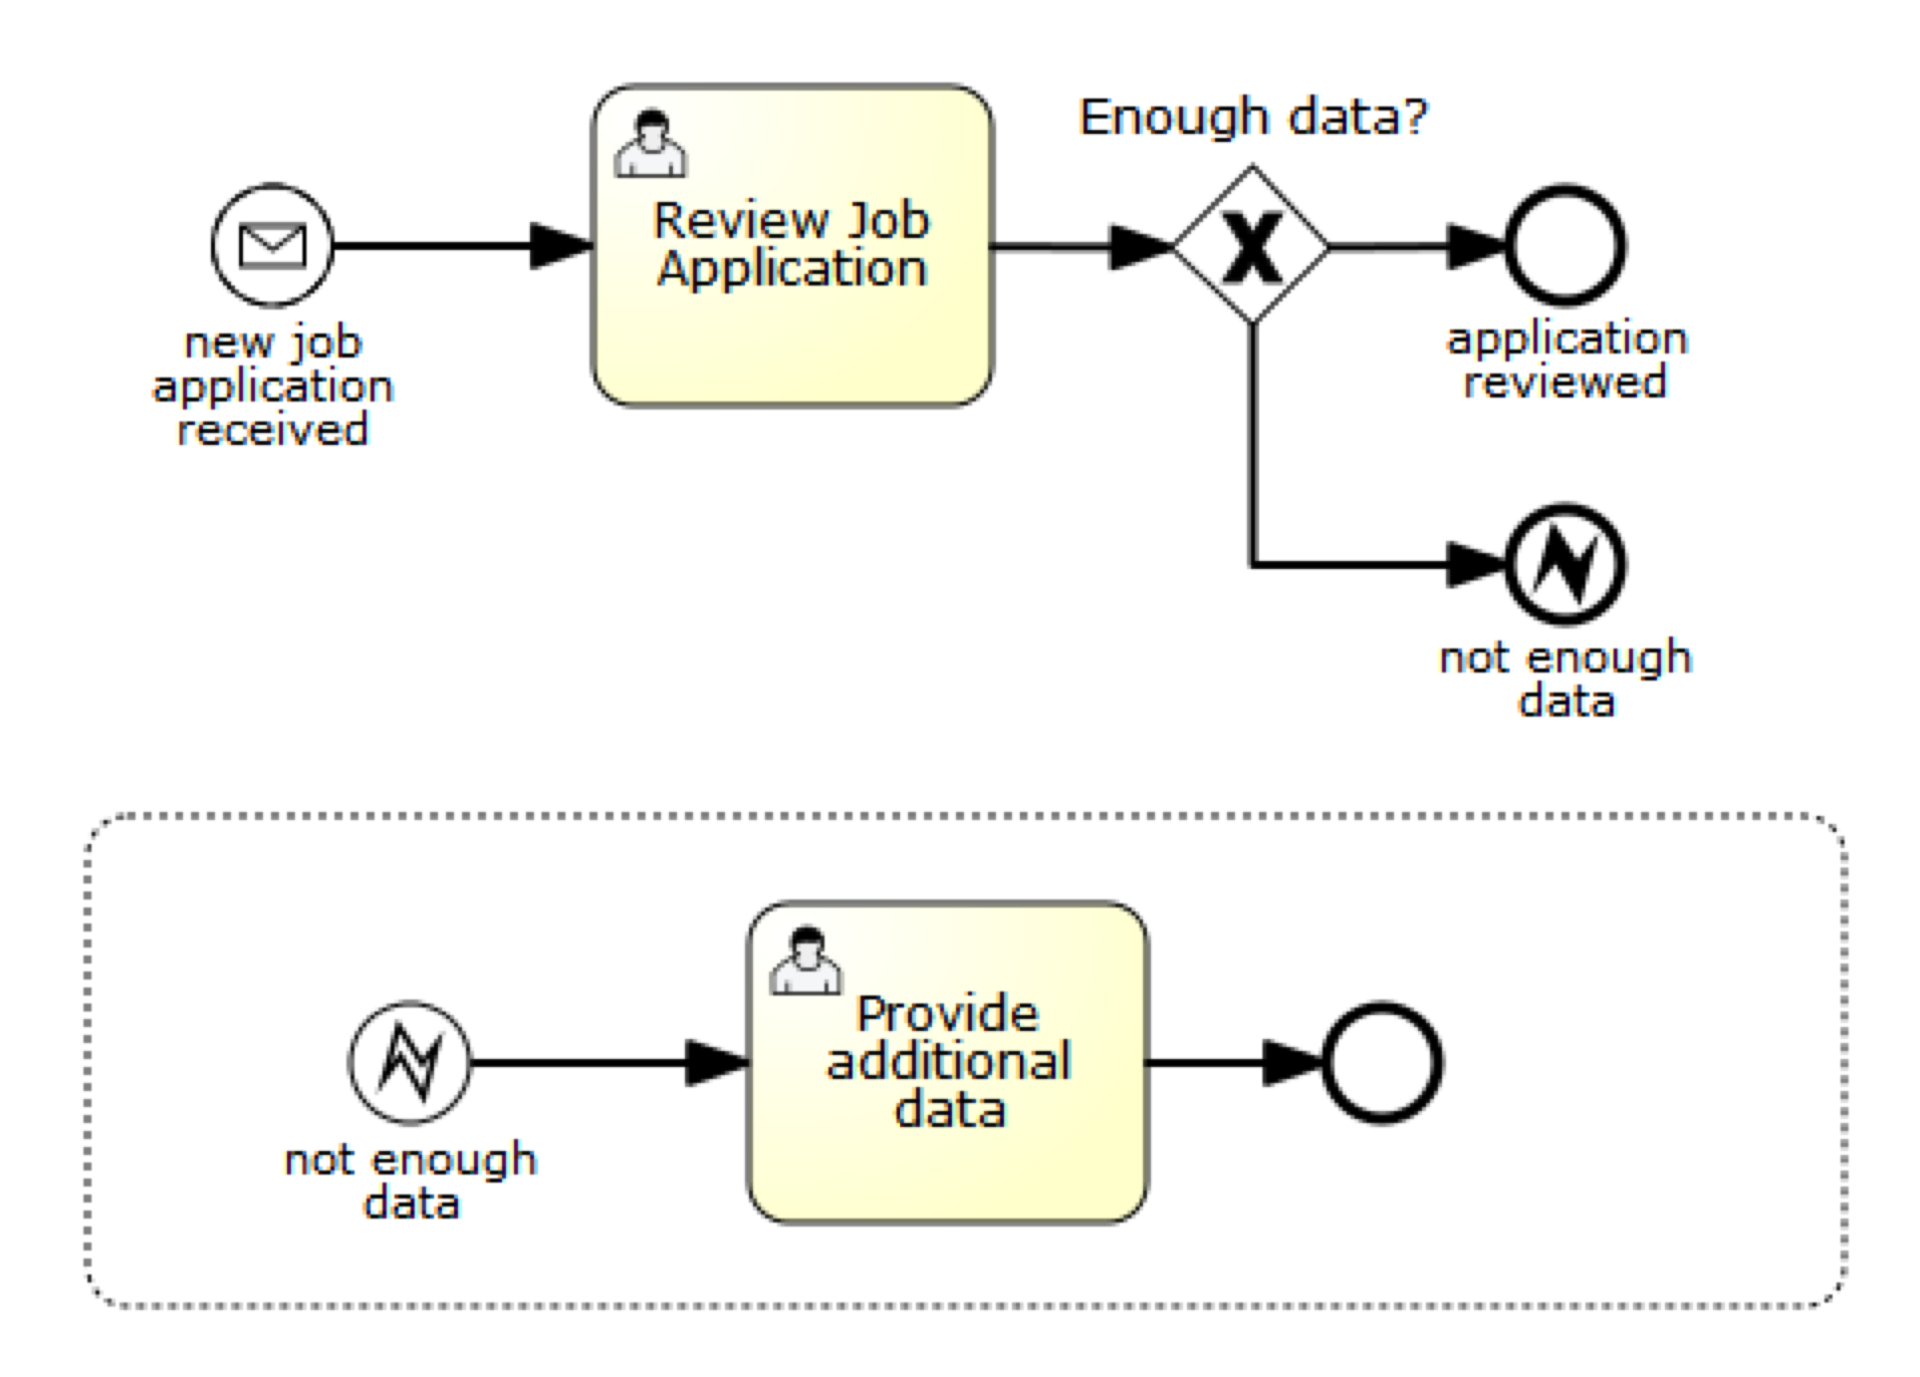 Enough data?
Review Job
Application
new job
application
received
application
reviewed
not enough
data
Provide
additional
data
not enough
data